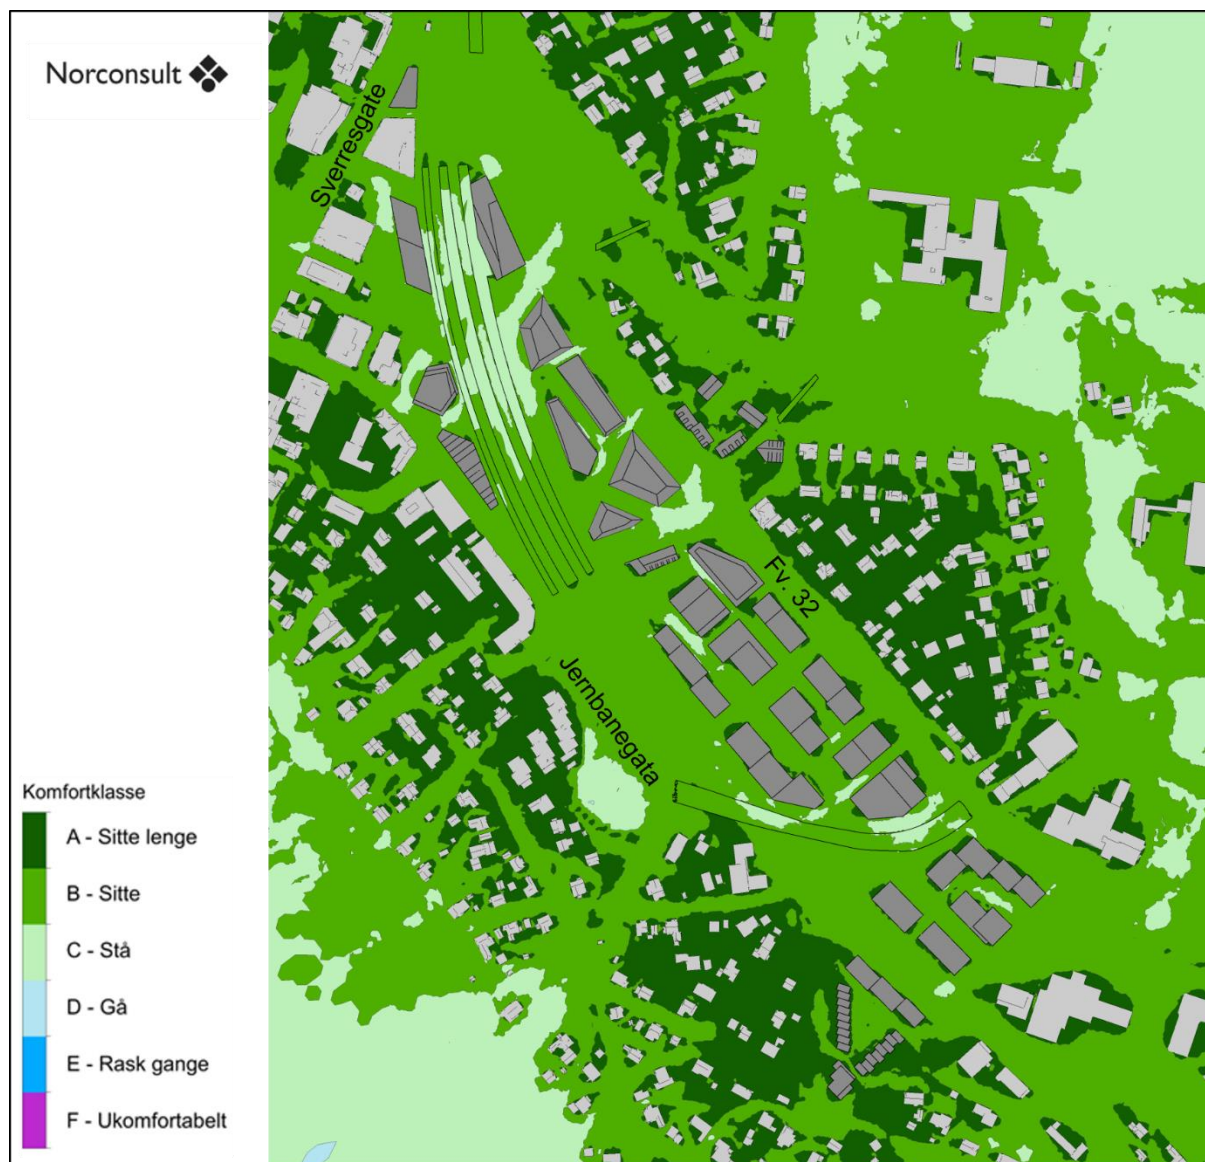 Norconsult
Sverresgate
Fv. 32
Jernbanegata
Komfortklasse
A - Sitte lenge
B - Sitte
C - Stå
D - Gå
E - Rask gange
F - Ukomfortabelt